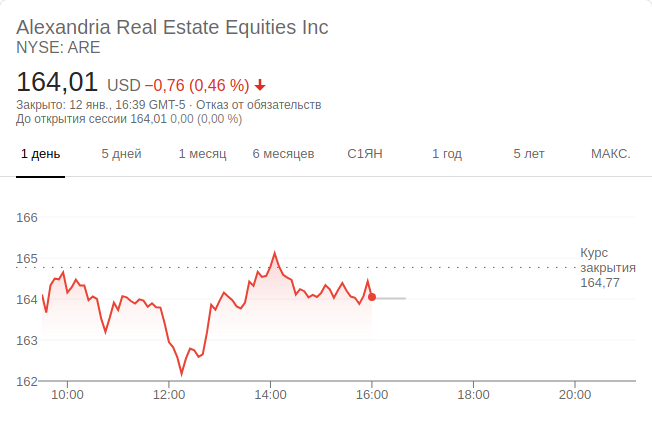 Alexandria Real Estate Equities Inc
NYSE: ARE
164,01 USD −0,76 (0,46 %)
Закрыто: 12 янв., 16:39 GMT-5 · Отказ от обязательств
До открытия сессии 164,01 0,00 (0,00 %)
1 день 5 дней 1 месяц 6 месяцев С1ЯН 1 год 5 лет МАКС.
166
165
164
163
162
Курс
закрытия
164,77
10:00 12:00 14:00 16:00 18:00 20:00